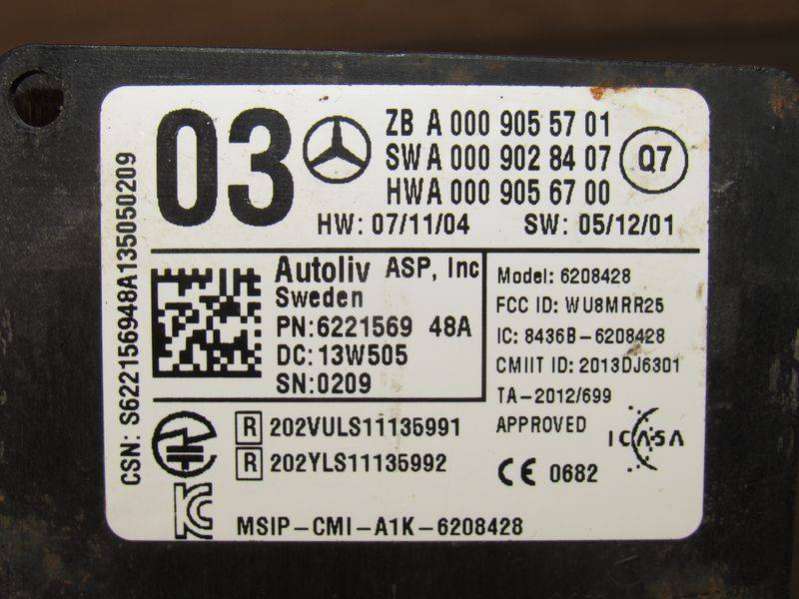 03
ZB A 000 905 57 01
SW A 000 902 84 07
HW A 000 905 67 00
Q7
HW: 07/11/04 SW: 05/12/01
CSN: S622156948A135050209
Autoliv ASP, Inc
Sweden
PN:6221569 48A
DC: 13W505
SN:0209
Model: 6208428
FCC ID: WU8MRR25
IC: 8436B-6208428
CMIIT ID: 2013DJ6301
TA-2012/699
APPROVED
ICASA
R 202VULS11135991
R 202YLS11135992
CE 0682
MSIP-CMI-A1K-6208428